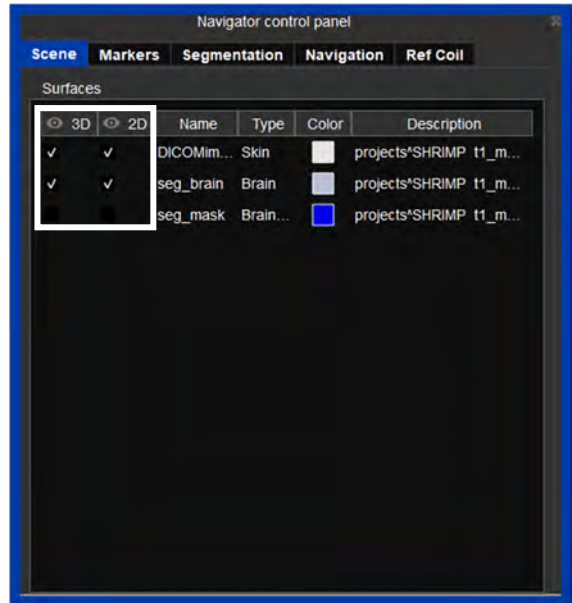 Navigator control panel
Scene Markers Segmentation Navigation Ref Coil
Surfaces
3D 2D Name Type Color Description
DICOMim... Skin projects^SHRIMP t1_m...
seg_brain Brain projects^SHRIMP t1_m...
seg_mask Brain... projects^SHRIMP t1_m...